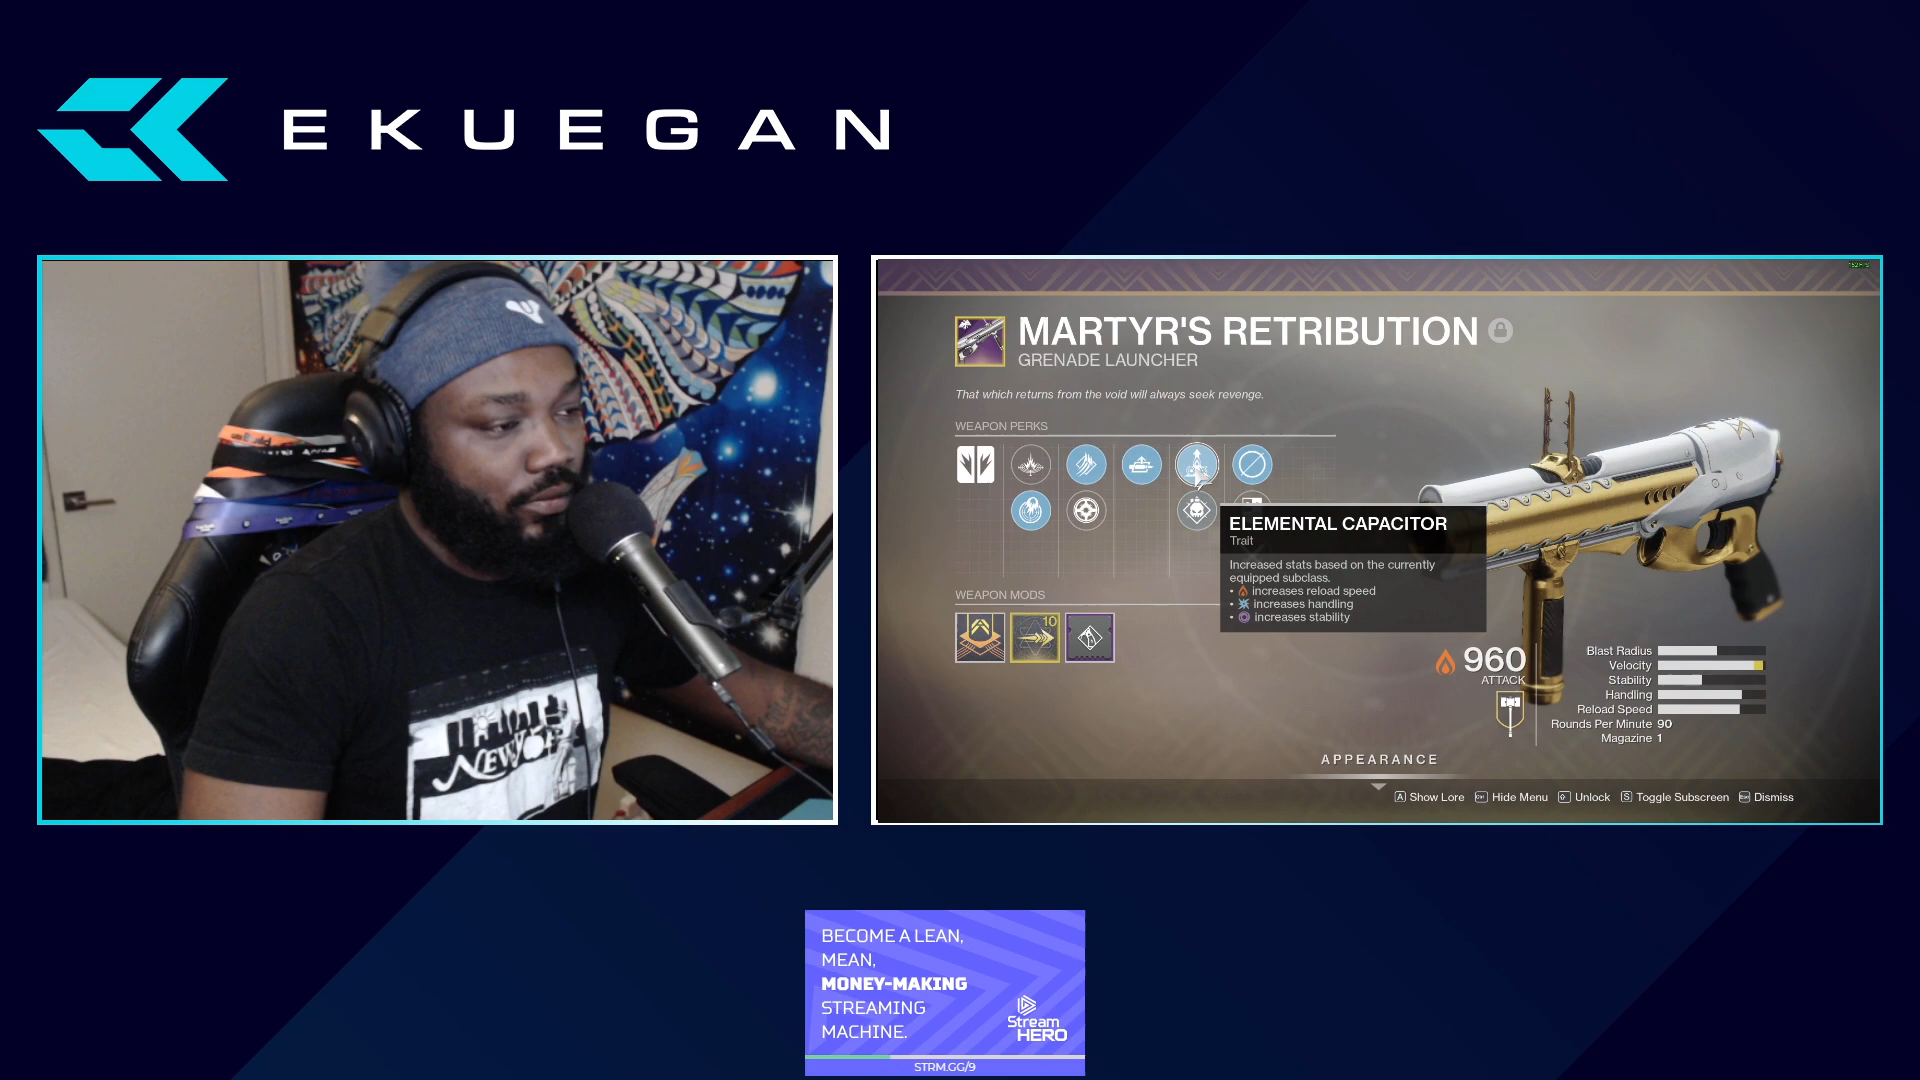 EKUEGAN
NEW YORK
MARTYR'S RETRIBUTION
GRENADE LAUNCHER
That which returns from the void will always seek revenge.
WEAPON PERKS
ELEMENTAL CAPACITOR
Trait
Increased stats based on the currently
equipped subclass.
• increases reload speed
• increases handling
• increases stability
WEAPON MODS
10
960
ATTACK
Blast Radius
Velocity
Stability
Handling
Reload Speed
Rounds Per Minute 90
Magazine 1
APPEARANCE
A Show Lore
Hide Menu
Unlock
S Toggle Subscreen
Dismiss
BECOME A LEAN,
MEAN,
MONEY-MAKING
STREAMING
MACHINE.
Stream
HERO
STRM.GG/9